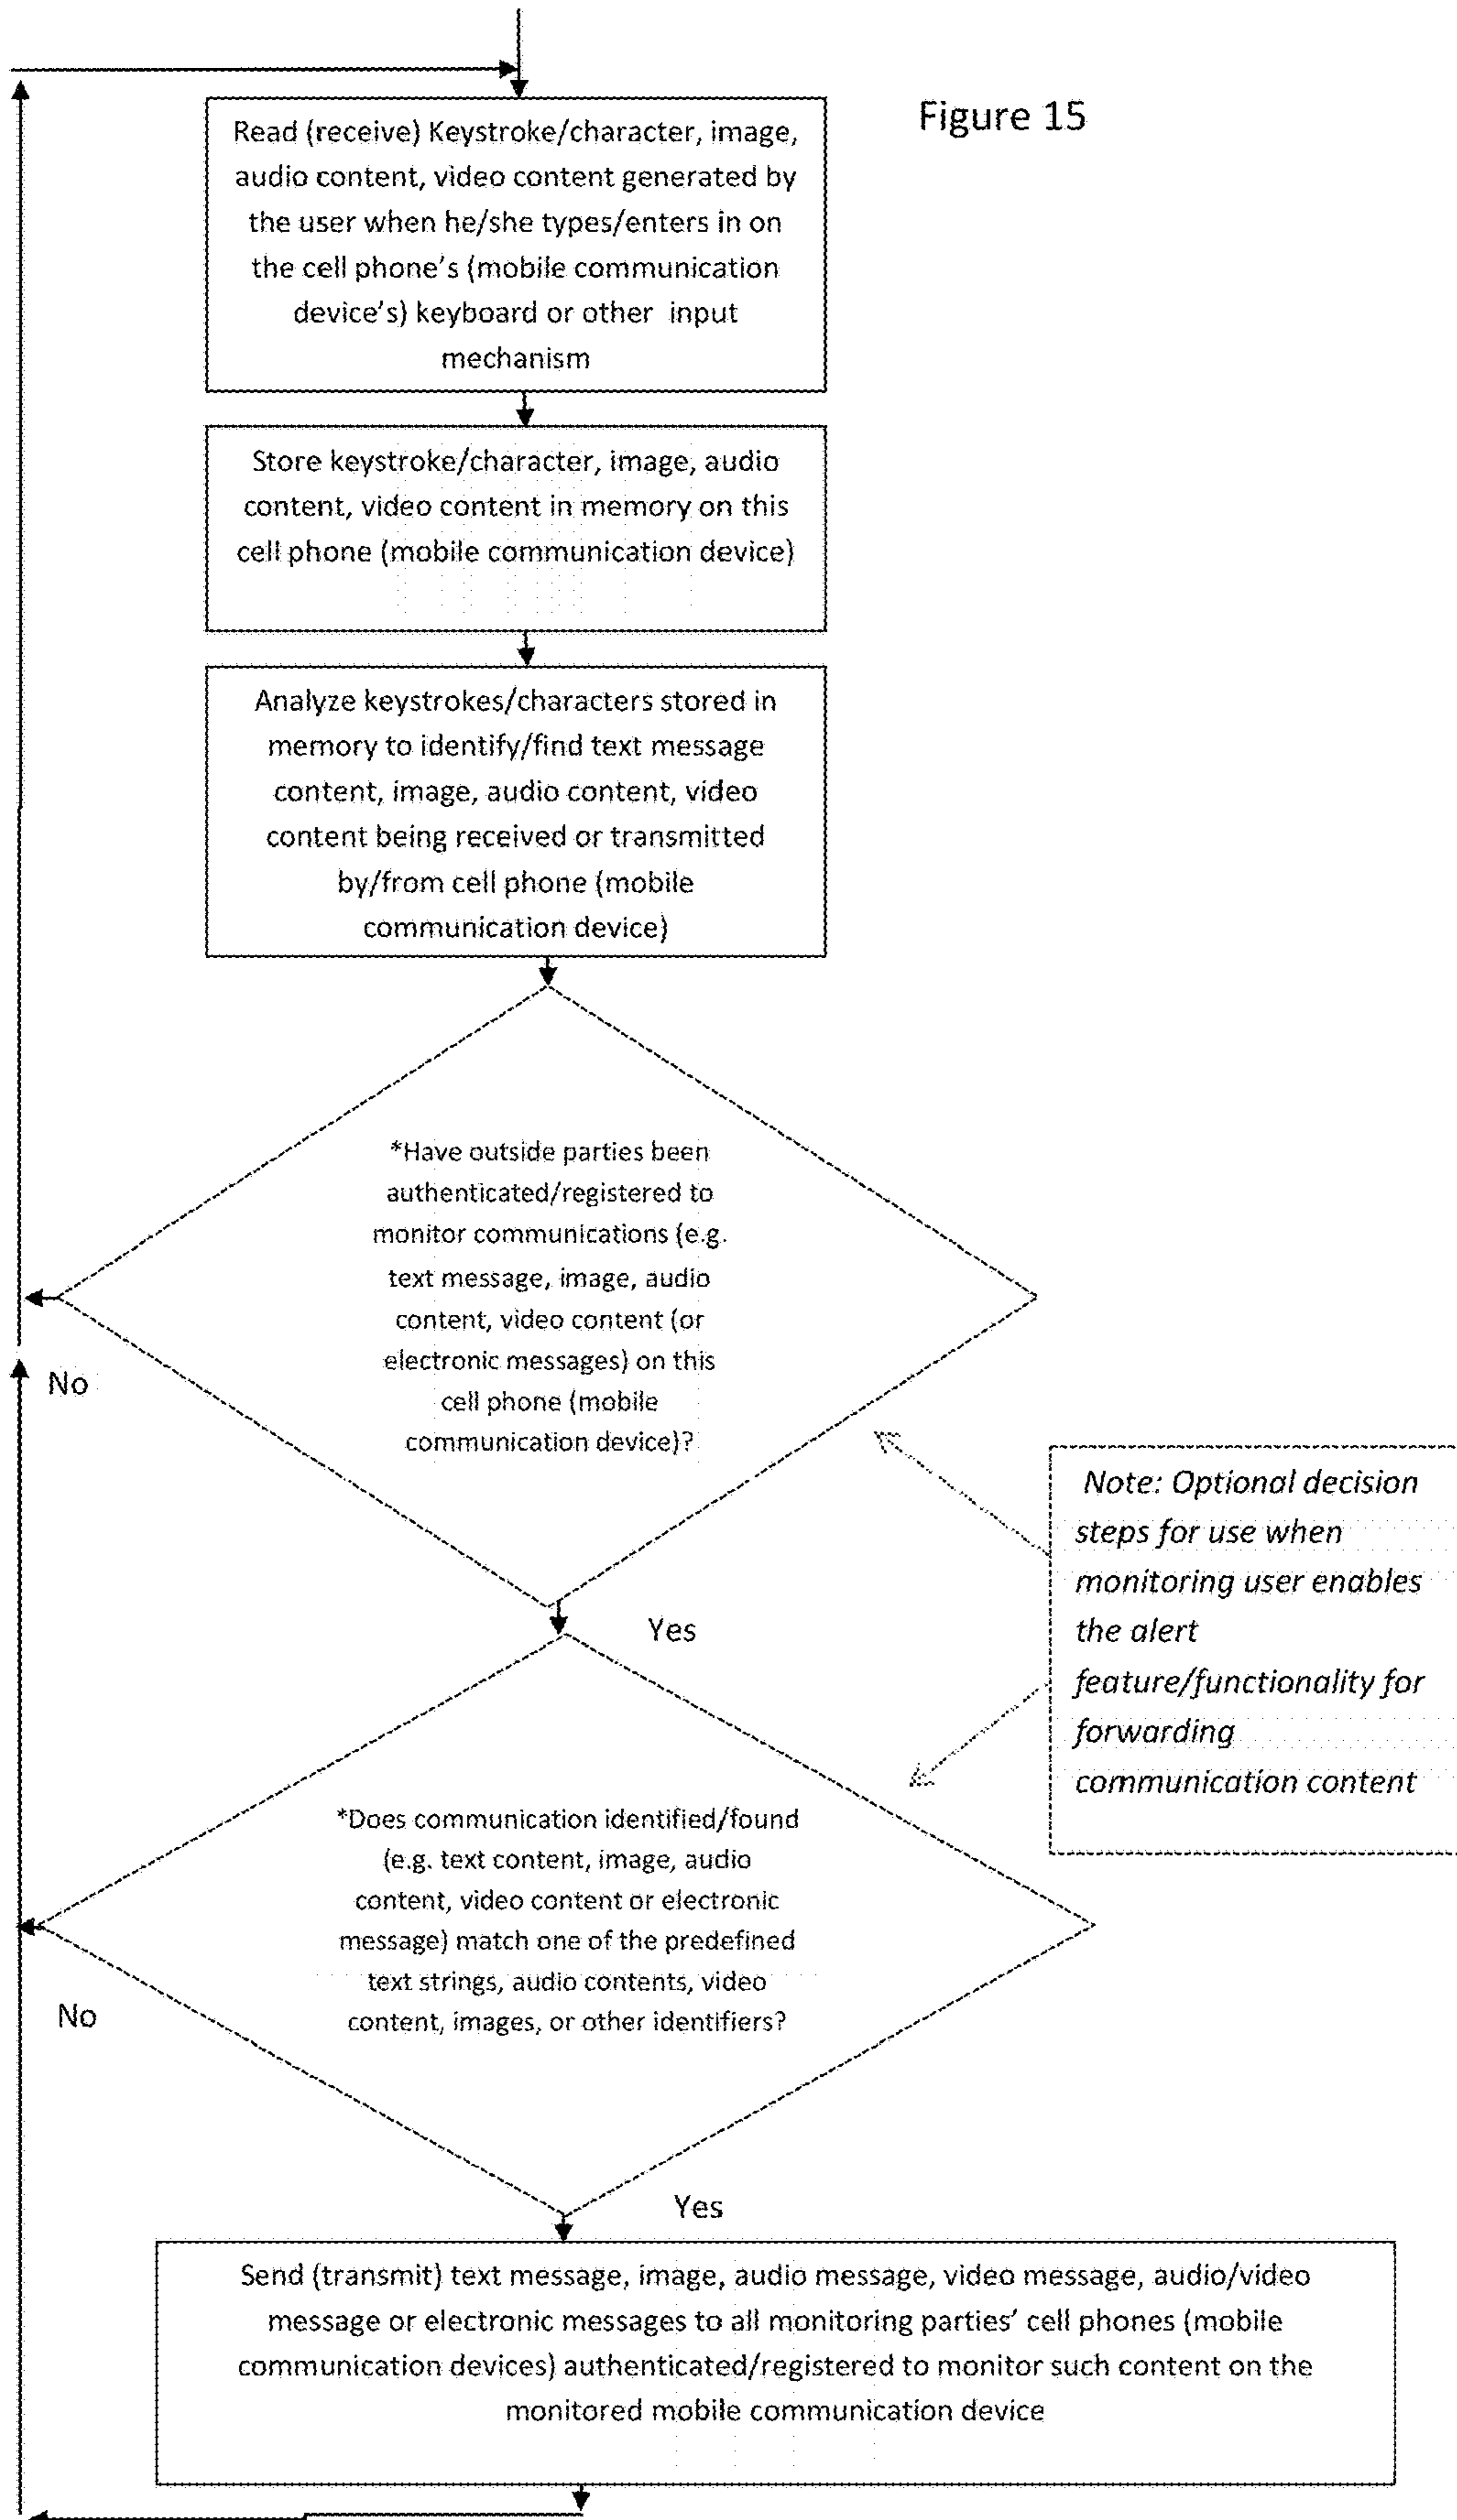 Figure 15
Read (receive) Keystroke/character, image,
audio content, video content generated by
the user when he/she types/enters in on
the cell phone's (mobile communication
device's) keyboard or other input
mechanism
Store keystroke/character, image, audio
content, video content in memory on this
cell phone (mobile communication device)
Analyze keystrokes/characters stored in
memory to identify/find text message
content, image, audio content, video
content being received or transmitted
by/from cell phone (mobile
communication device)
*Have outside parties been
authenticated/registered to
monitor communications (e.g.
text message, image, audio
content, video content (or
electronic messages) on this
cell phone (mobile
communication device)?
No
Yes
Note: Optional decision
steps for use when
monitoring user enables
the alert
feature/functionality for
forwarding
communication content
*Does communication identified/found
(e.g. text content, image, audio
content, video content or electronic
message) match one of the predefined
text strings, audio contents, video
content, images, or other identifiers?
No
Yes
Send (transmit) text message, image, audio message, video message, audio/video
message or electronic messages to all monitoring parties' cell phones (mobile
communication devices) authenticated/registered to monitor such content on the
monitored mobile communication device